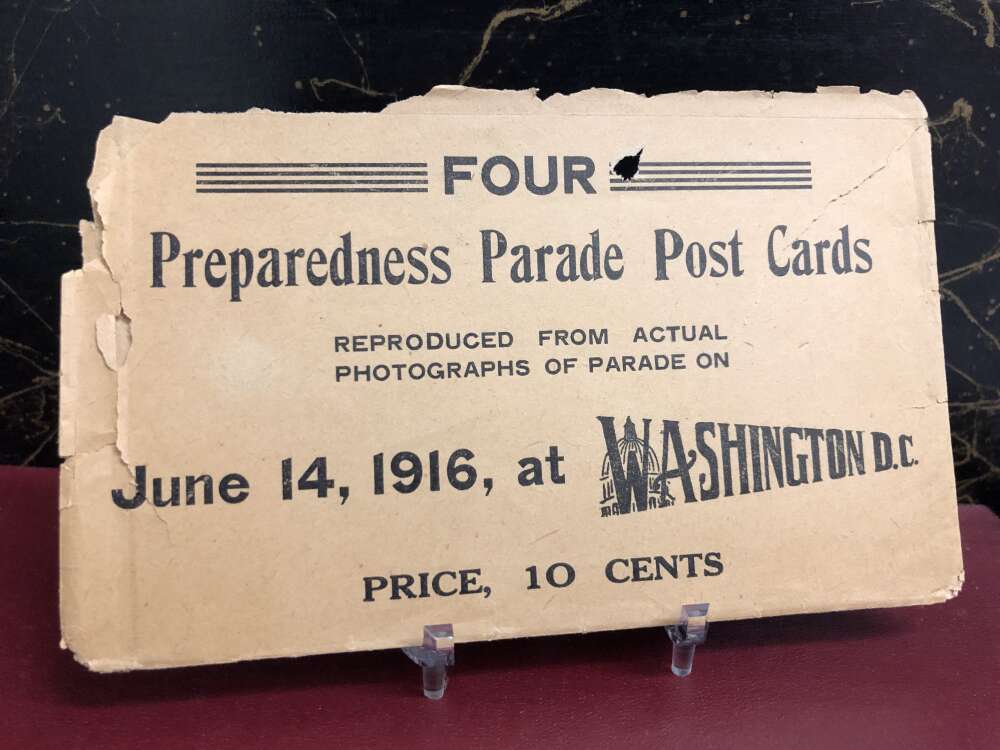 FOUR
Preparedness Parade Post Cards
REPRODUCED FROM ACTUAL
PHOTOGRAPHS OF PARADE ON
June 14, 1916, at WASHINGTON D.C.
PRICE, 10 CENTS